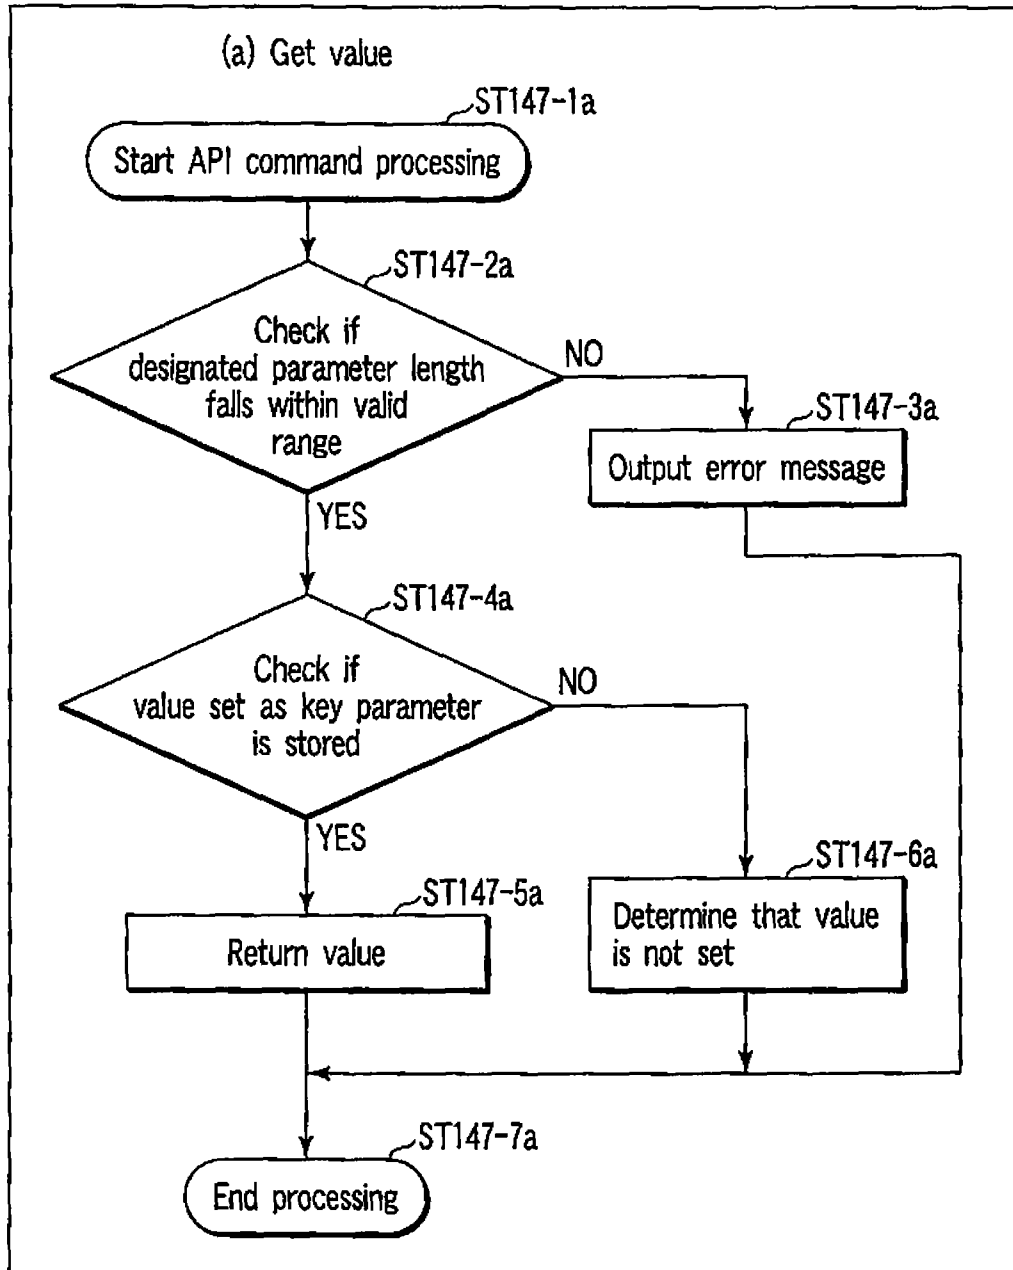 (a) Get value
ST147-1a
Start API command processing
ST147-2a
Check if
designated parameter length
falls within valid
range
NO
ST147-3a
Output error message
YES
ST147-4a
Check if
value set as key parameter
is stored
NO
YES
ST147-5a
Return value
ST147-6a
Determine that value
is not set
ST147-7a
End processing